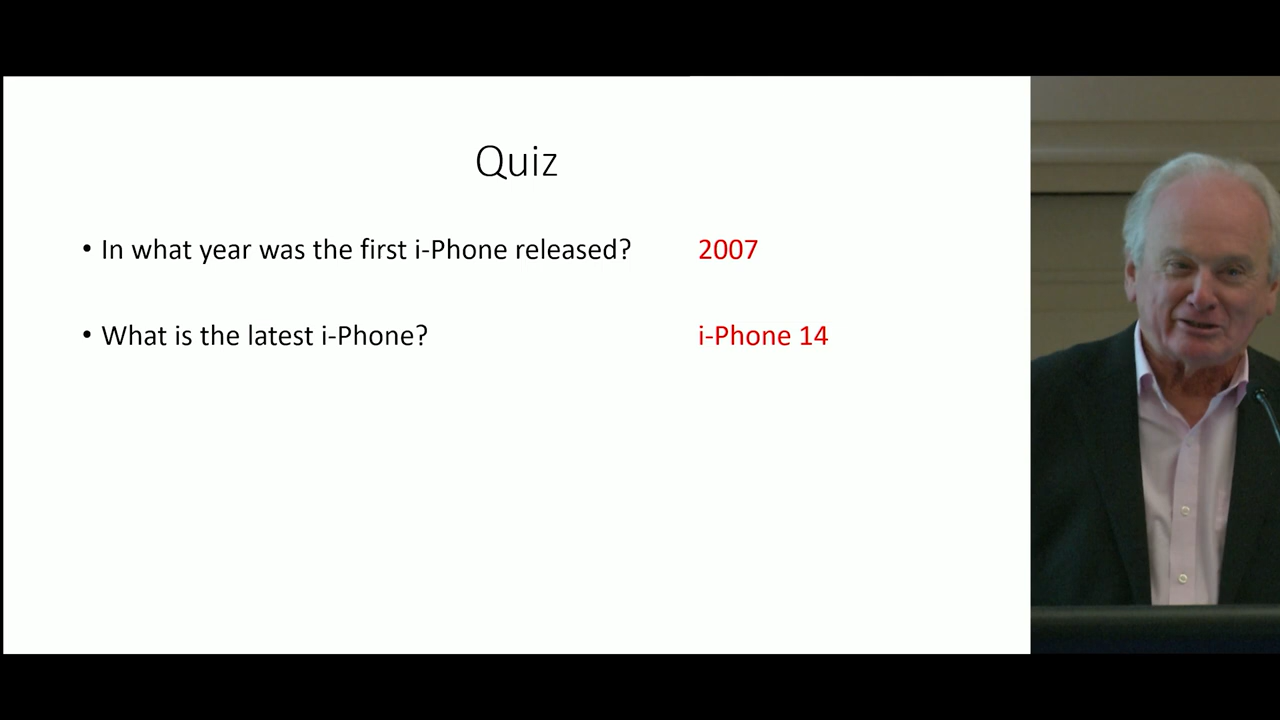 Quiz
• In what year was the first i-Phone released? 2007
• What is the latest i-Phone? i-Phone 14